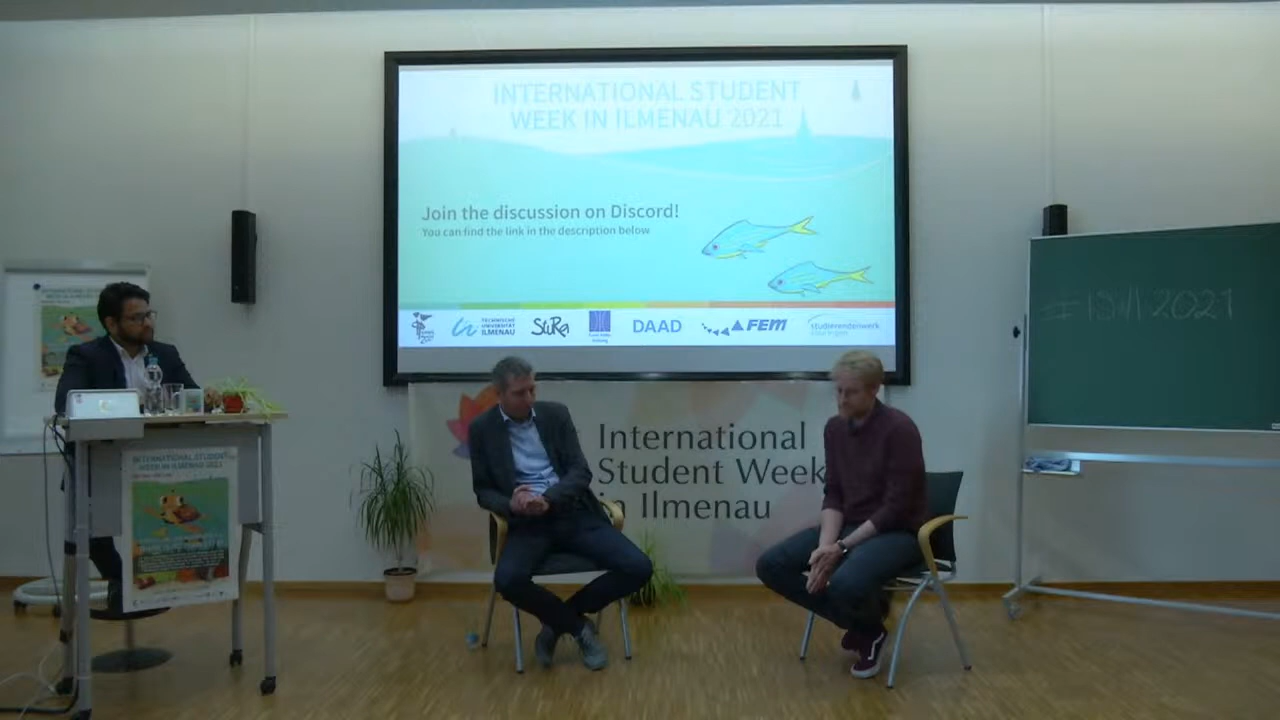 INTERNATIONAL STUDENT
WEEK IN ILMENAU 2021
Join the discussion on Discord!
You can find the link in the description below
TECHNISCHE
UNIVERSITÄT
ILMENAU
StuRa
DAAD
FEM
studierendenwerk
International
Student Week
in Ilmenau
#ISWI2021
INTERNATIONAL STUDENT
WEEK IN ILMENAU 2021